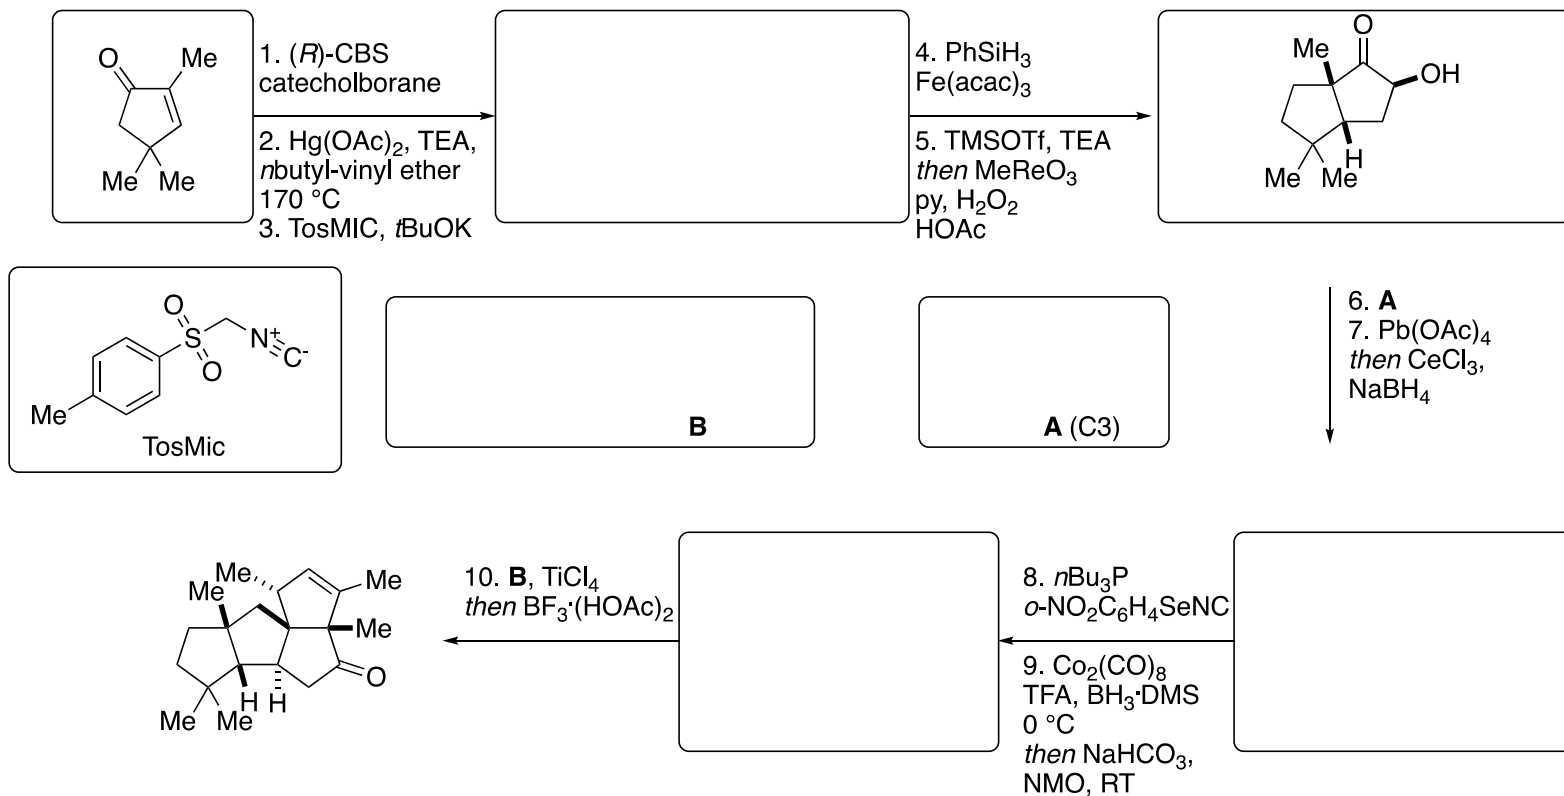 O
Me
Me
Me
1. (R)-CBS
catecholborane
2. Hg(OAc)2, TEA,
nbutyl-vinyl ether
170 °C
3. TosMIC, tBuOK
4. PhSiH3
Fe(acac)3
5. TMSOTf, TEA
then MeReO3
py, H2O2
HOAc
O
Me
OH
H
Me
Me
O
S
O
N+
C-
Me
TosMic
B
A (C3)
6. A
7. Pb(OAc)4
then CeCl3,
NaBH4
8. nBu3P
o-NO2C6H4SeNC
9. Co2(CO)8
TFA, BH3·DMS
0 °C
then NaHCO3,
NMO, RT
10. B, TiCl4
then BF3·(HOAc)2
Me
Me
Me
Me
O
H
H
Me
Me